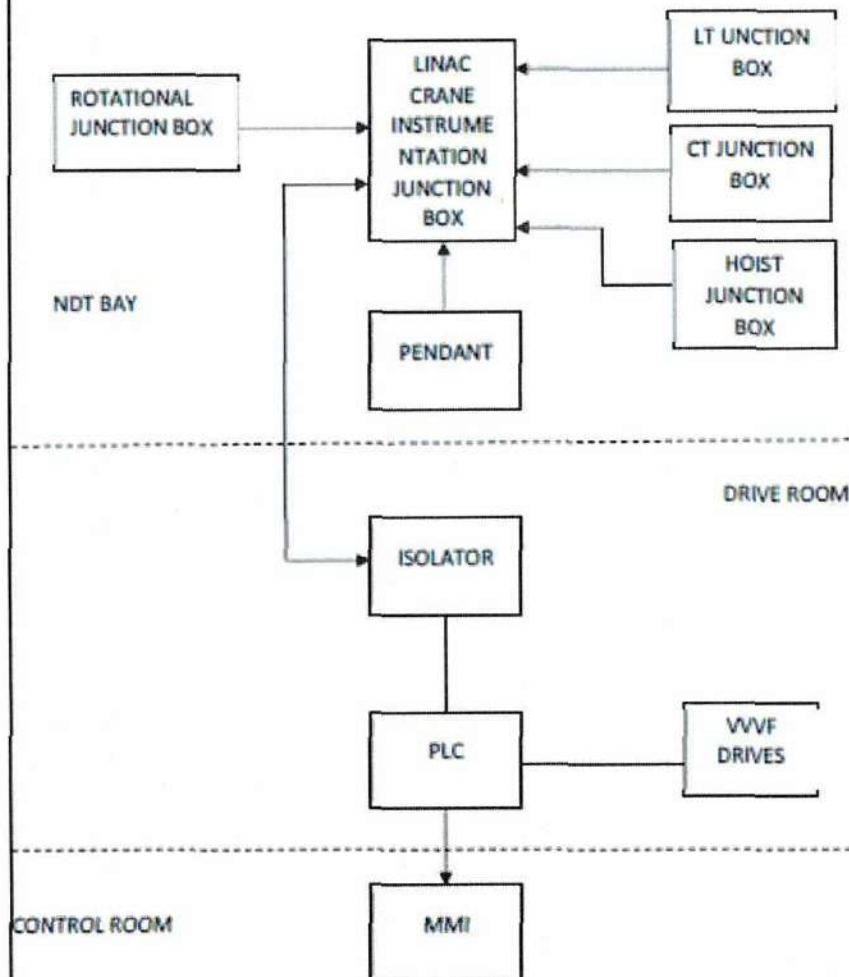 LT UNCTION
BOX
LINAC
CRANE
INSTRUME
NTATION
JUNCTION
BOX
ROTATIONAL
JUNCTION BOX
CT JUNCTION
BOX
HOIST
JUNCTION
BOX
NDT BAY
PENDANT
DRIVE ROOM
ISOLATOR
PLC
VVVF
DRIVES
CONTROL ROOM
MMI